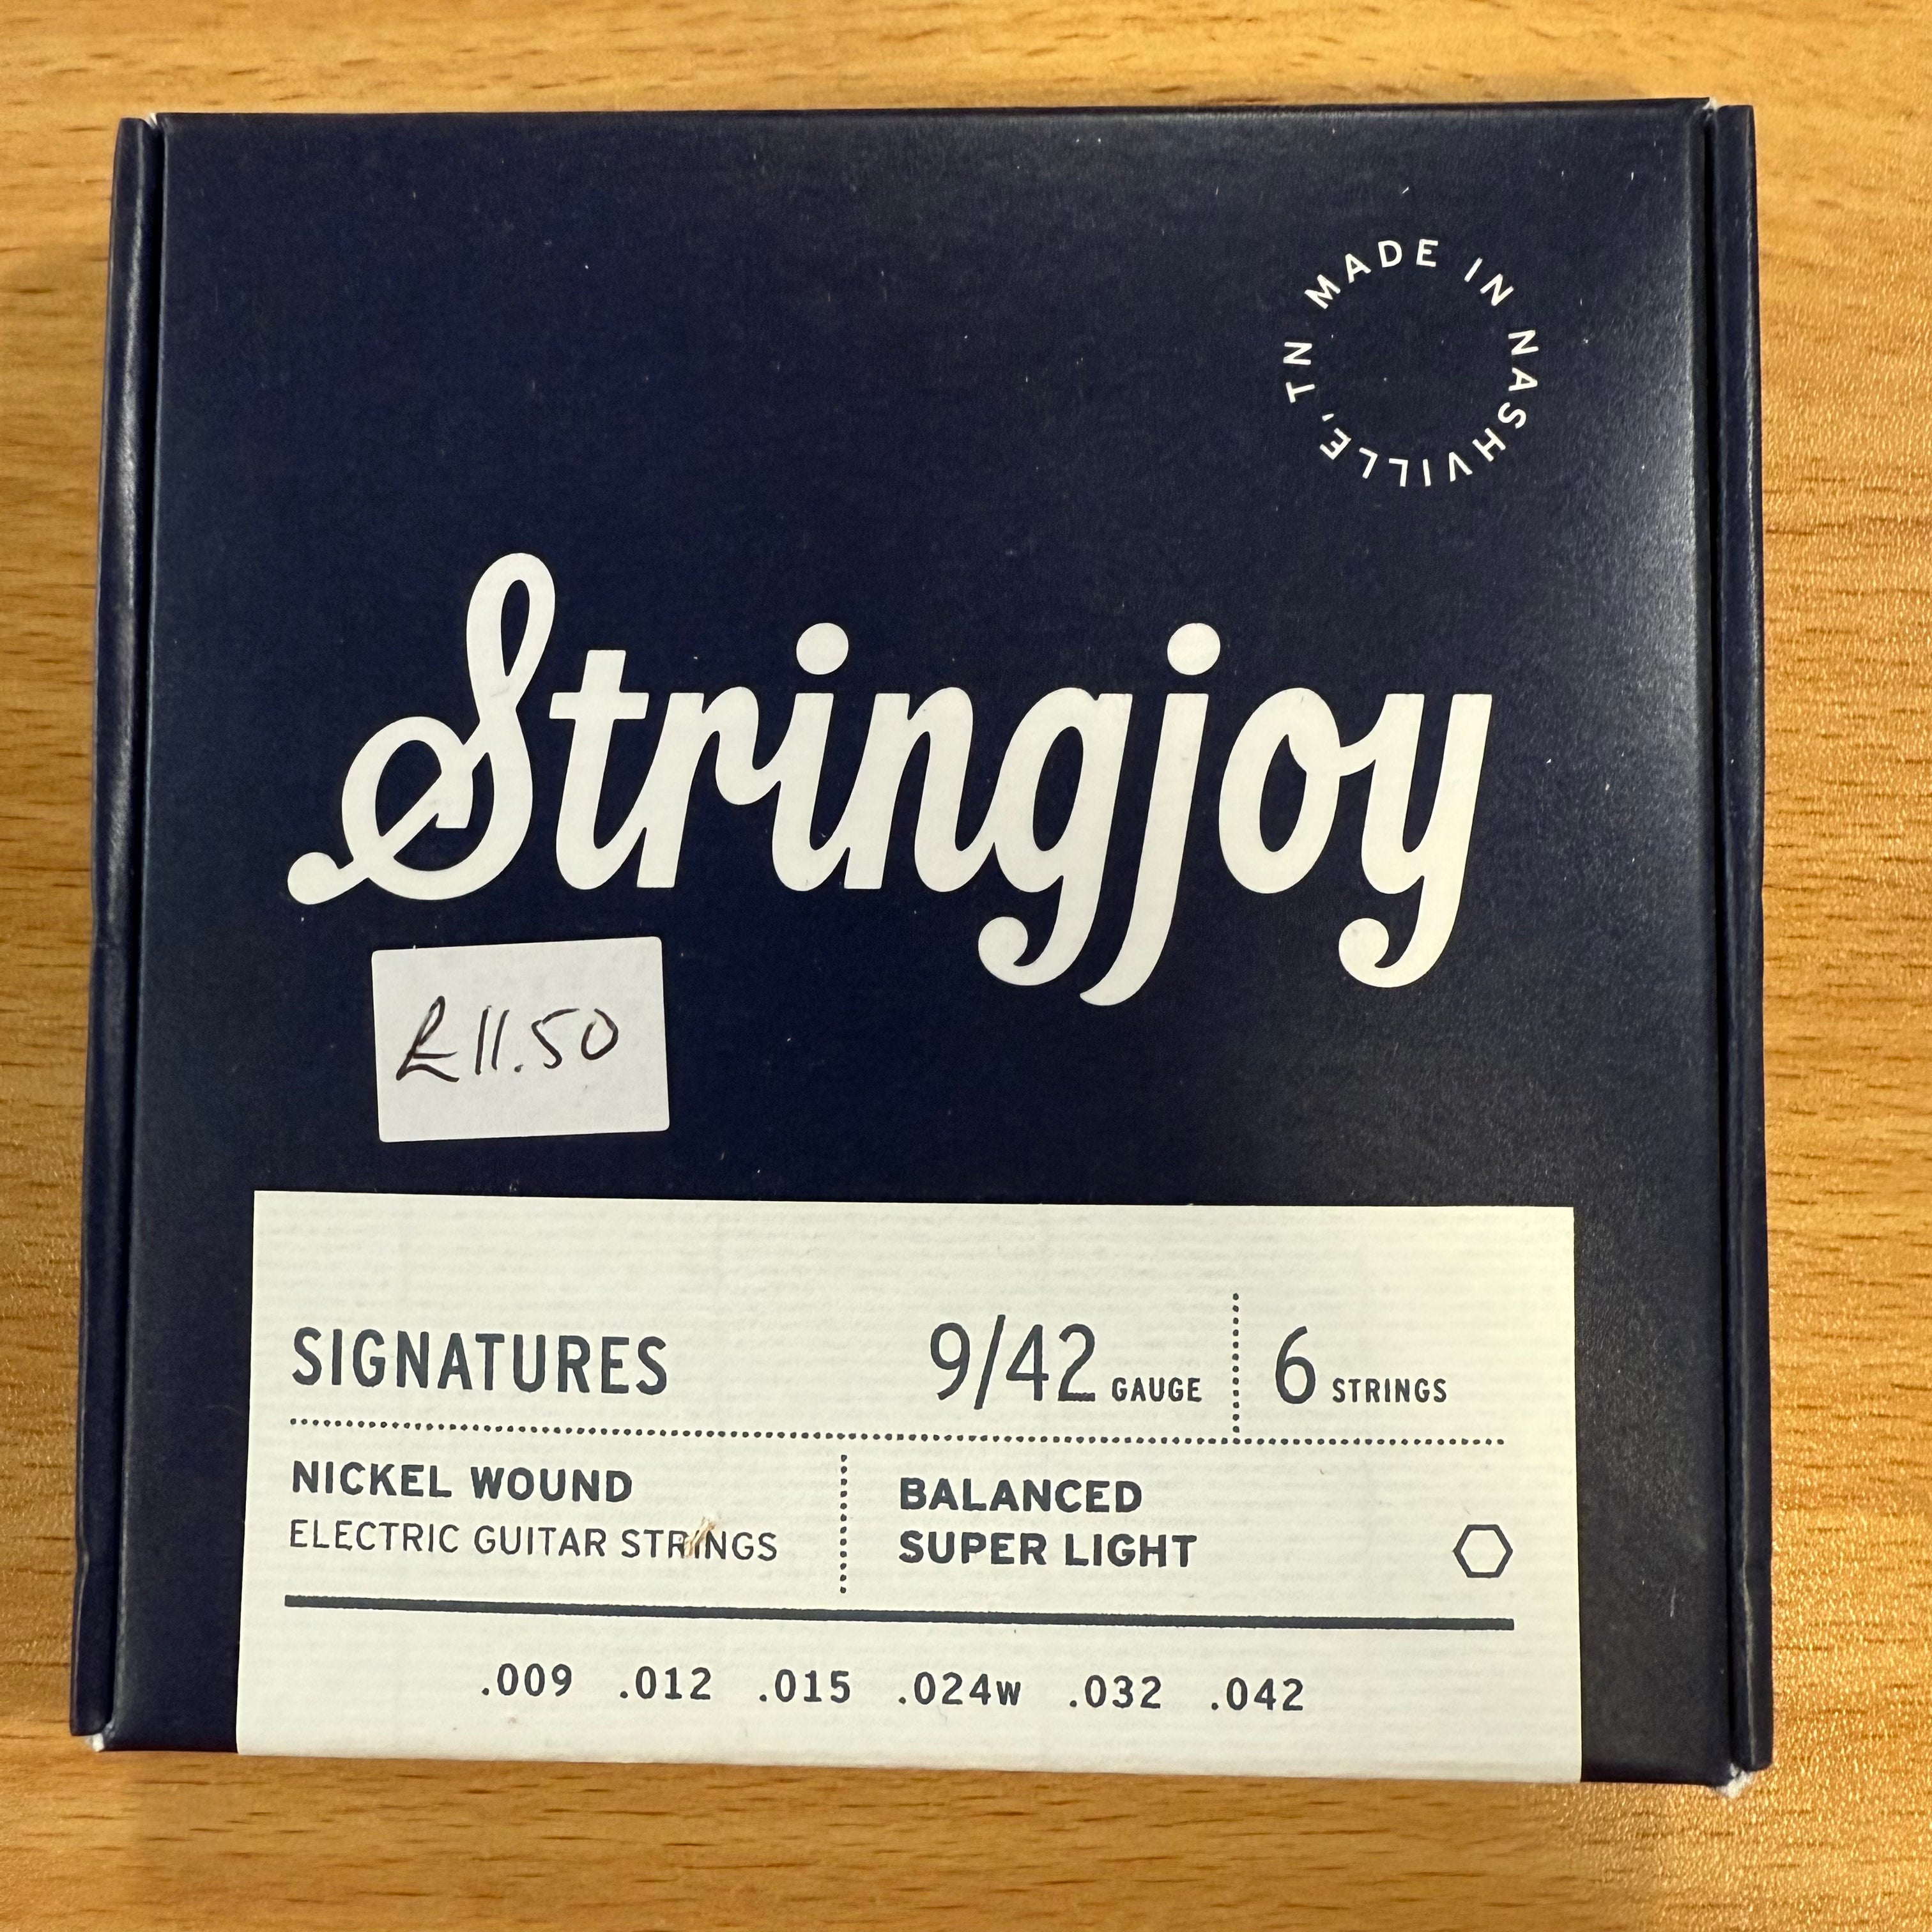 MADE IN NASHVILLE, TN
Stringjoy
£11.50
SIGNATURES
9/42 GAUGE
6 STRINGS
NICKEL WOUND
ELECTRIC GUITAR STRINGS
BALANCED
SUPER LIGHT
.009 .012 .015 .024w .032 .042